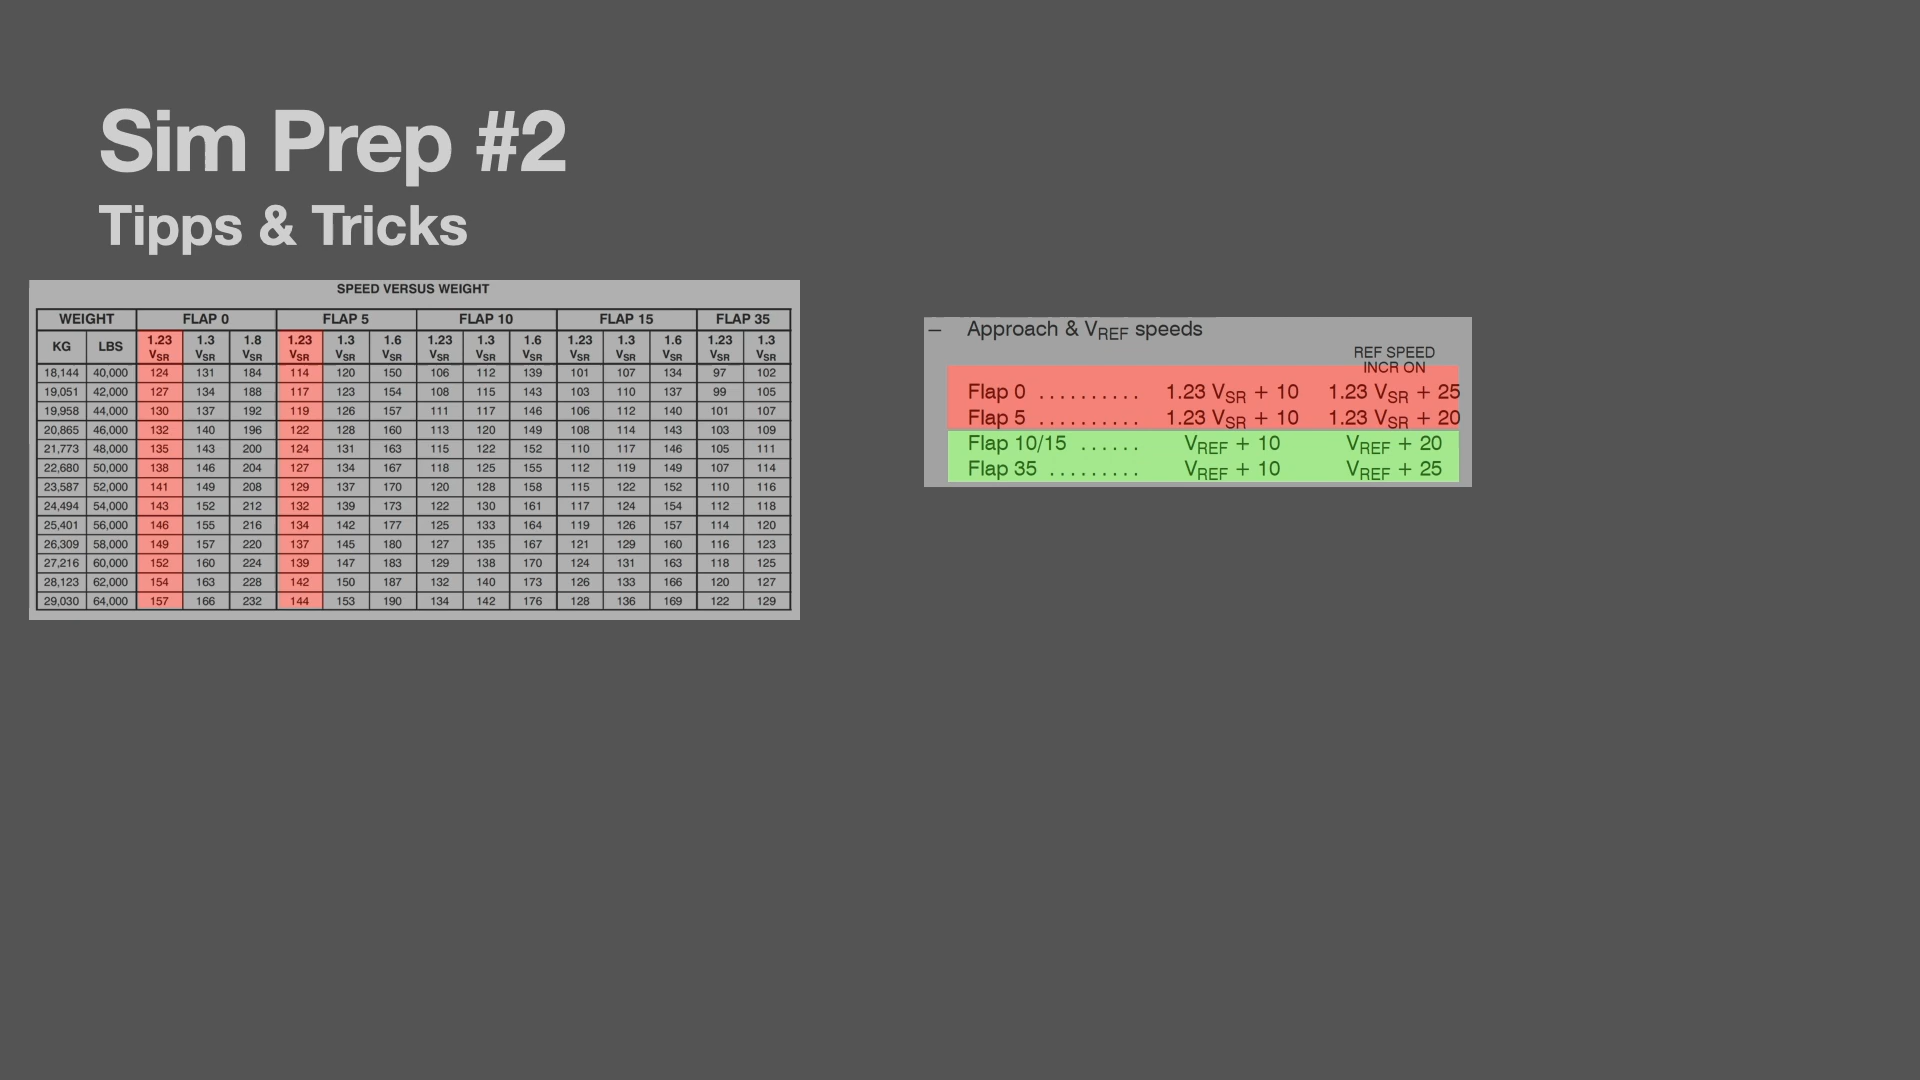 Sim Prep #2
Tipps & Tricks
SPEED VERSUS WEIGHT
WEIGHT FLAP 0 FLAP 5 FLAP 10 FLAP 15 FLAP 35
KG LBS 1.23 VSR 1.3 VSR 1.8 VSR 1.23 VSR 1.3 VSR 1.6 VSR 1.23 VSR 1.3 VSR 1.6 VSR 1.23 VSR 1.3 VSR 1.6 VSR 1.23 VSR 1.3 VSR
18,144 40,000 124 131 184 114 120 150 106 112 139 101 107 134 97 102
19,051 42,000 127 134 188 117 123 154 108 115 143 103 110 137 99 105
19,958 44,000 130 137 192 119 126 157 111 117 146 106 112 140 101 107
20,865 46,000 132 140 196 122 128 160 113 120 149 108 114 143 103 109
21,773 48,000 135 143 200 124 131 163 115 122 152 110 117 146 105 111
22,680 50,000 138 146 204 127 134 167 118 125 155 112 119 149 107 114
23,587 52,000 141 149 208 129 137 170 120 128 158 115 122 152 110 116
24,494 54,000 143 152 212 132 139 173 122 130 161 117 124 154 112 118
25,401 56,000 146 155 216 134 142 177 125 133 164 119 126 157 114 120
26,309 58,000 149 157 220 137 145 180 127 135 167 121 129 160 116 123
27,216 60,000 152 160 224 139 147 183 129 138 170 124 131 163 118 125
28,123 62,000 154 163 228 142 150 187 132 140 173 126 133 166 120 127
29,030 64,000 157 166 232 144 153 190 134 142 176 128 136 169 122 129
– Approach & VREF speeds
REF SPEED
INCR ON
Flap 0 .......... 1.23 VSR + 10 1.23 VSR + 25
Flap 5 .......... 1.23 VSR + 10 1.23 VSR + 20
Flap 10/15 ...... VREF + 10 VREF + 20
Flap 35 ......... VREF + 10 VREF + 25